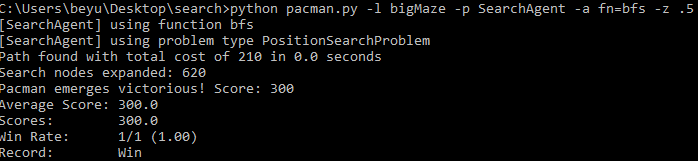 C:\Users\beyu\Desktop\search>python pacman.py -l bigMaze -p SearchAgent -a fn=bfs -z .5
[SearchAgent] using function bfs
[SearchAgent] using problem type PositionSearchProblem
Path found with total cost of 210 in 0.0 seconds
Search nodes expanded: 620
Pacman emerges victorious! Score: 300
Average Score: 300.0
Scores:        300.0
Win Rate:      1/1 (1.00)
Record:        Win